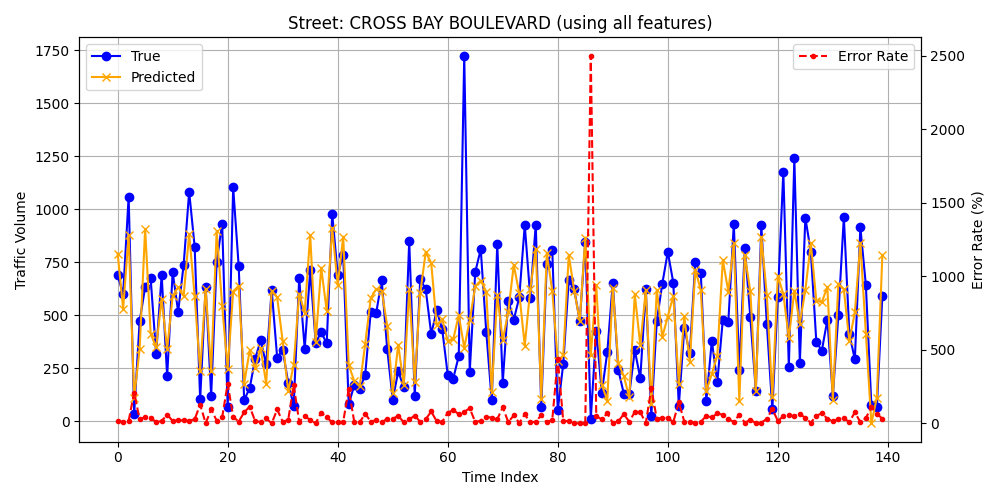 Street: CROSS BAY BOULEVARD (using all features)
True
Predicted
Error Rate
Traffic Volume
1750
1500
1250
1000
750
500
250
0
2500
2000
1500
1000
500
0
Error Rate (%)
0 20 40 60 80 100 120 140
Time Index